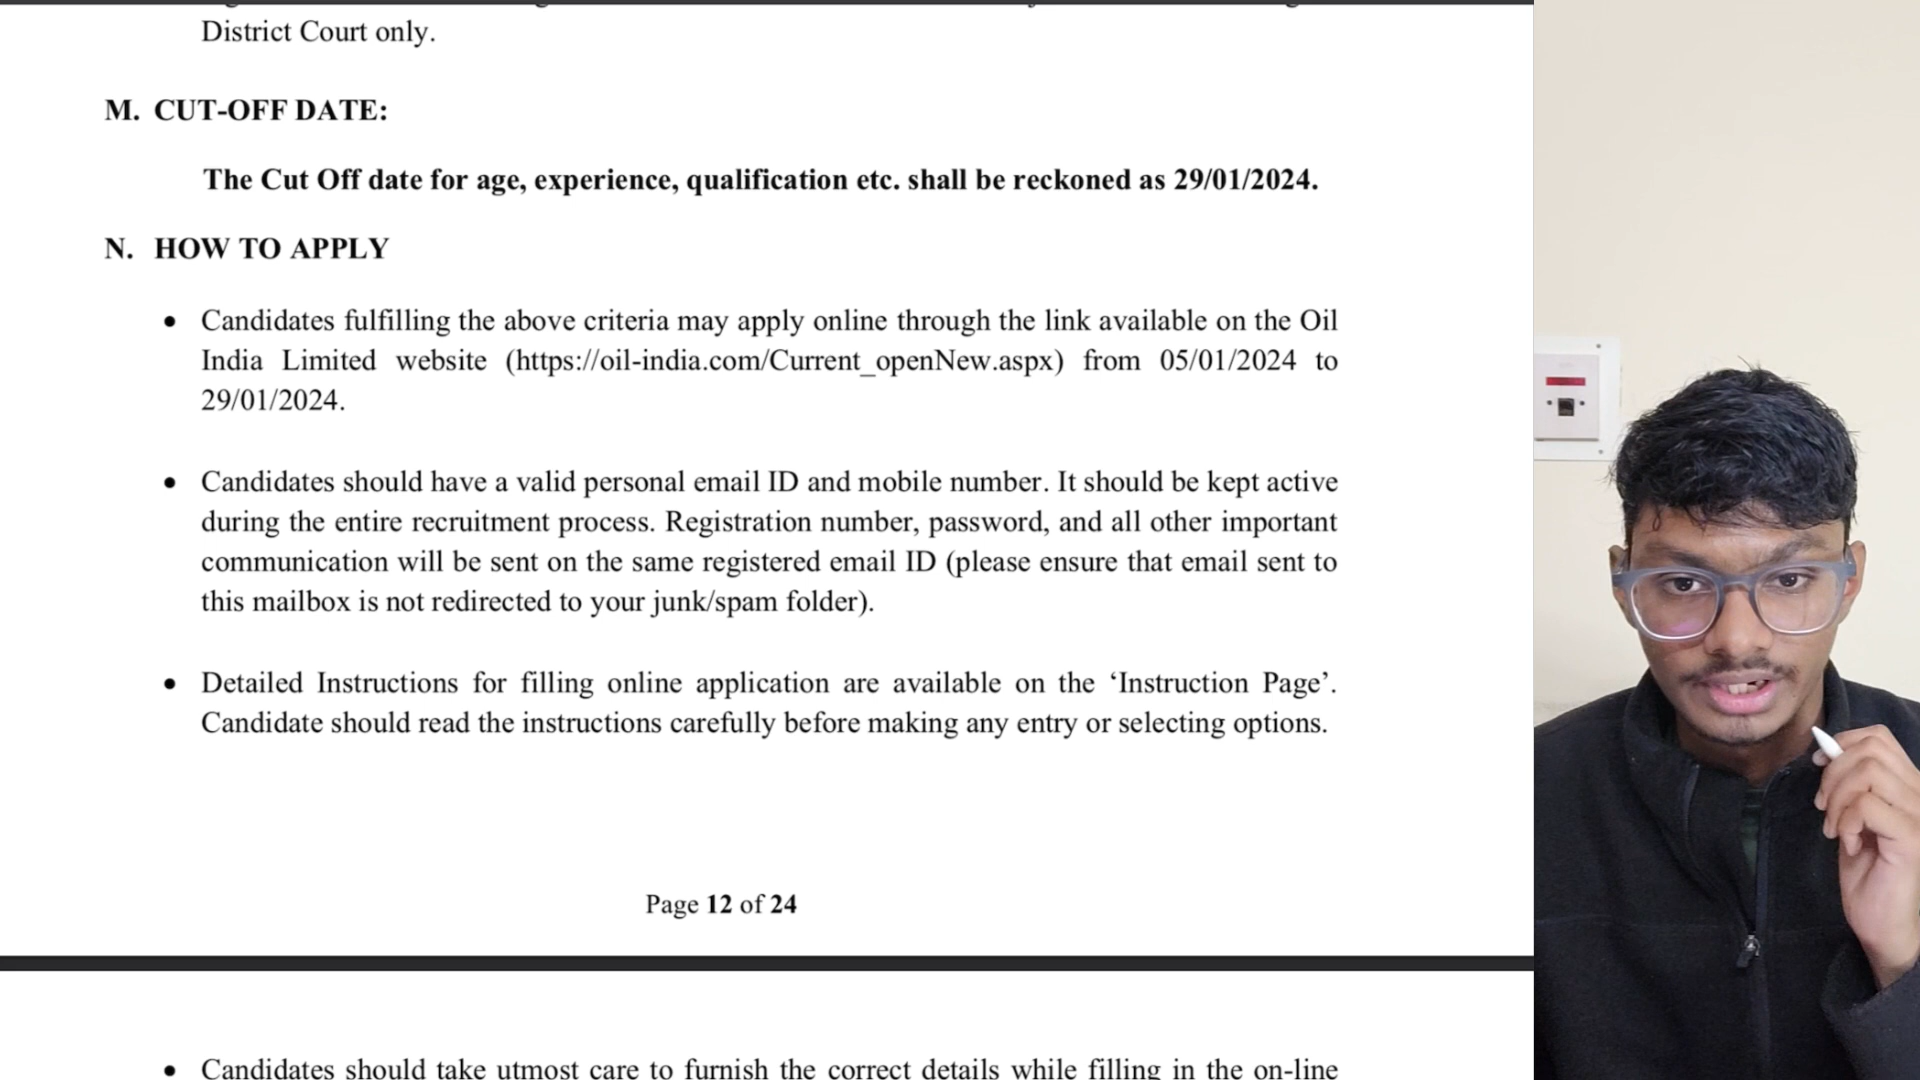 District Court only.
M. CUT-OFF DATE:
The Cut Off date for age, experience, qualification etc. shall be reckoned as 29/01/2024.
N. HOW TO APPLY
• Candidates fulfilling the above criteria may apply online through the link available on the Oil
India Limited website (https://oil-india.com/Current_openNew.aspx) from 05/01/2024 to
29/01/2024.
• Candidates should have a valid personal email ID and mobile number. It should be kept active
during the entire recruitment process. Registration number, password, and all other important
communication will be sent on the same registered email ID (please ensure that email sent to
this mailbox is not redirected to your junk/spam folder).
• Detailed Instructions for filling online application are available on the ‘Instruction Page’.
Candidate should read the instructions carefully before making any entry or selecting options.
Page 12 of 24
• Candidates should take utmost care to furnish the correct details while filling in the on-line